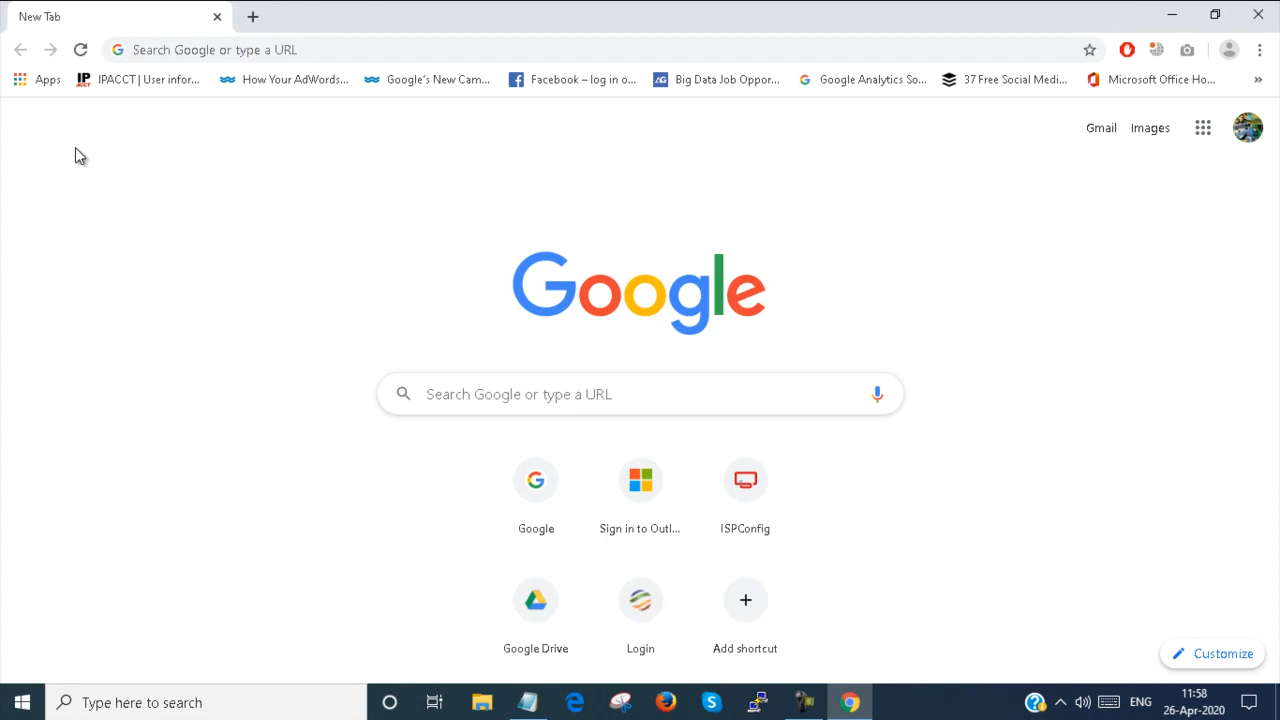 New Tab
Search Google or type a URL
Apps
IP ACCT IPACCT | User infor...
How Your AdWords...
Google's New Cam...
Facebook – log in o...
AG Big Data Job Oppor...
Google Analytics So...
37 Free Social Medi...
Microsoft Office Ho...
Gmail Images
Google
Search Google or type a URL
Google
Sign in to Outl...
ISPConfig
Google Drive
Login
Add shortcut
Customize
Type here to search
ENG
11:58
26-Apr-2020